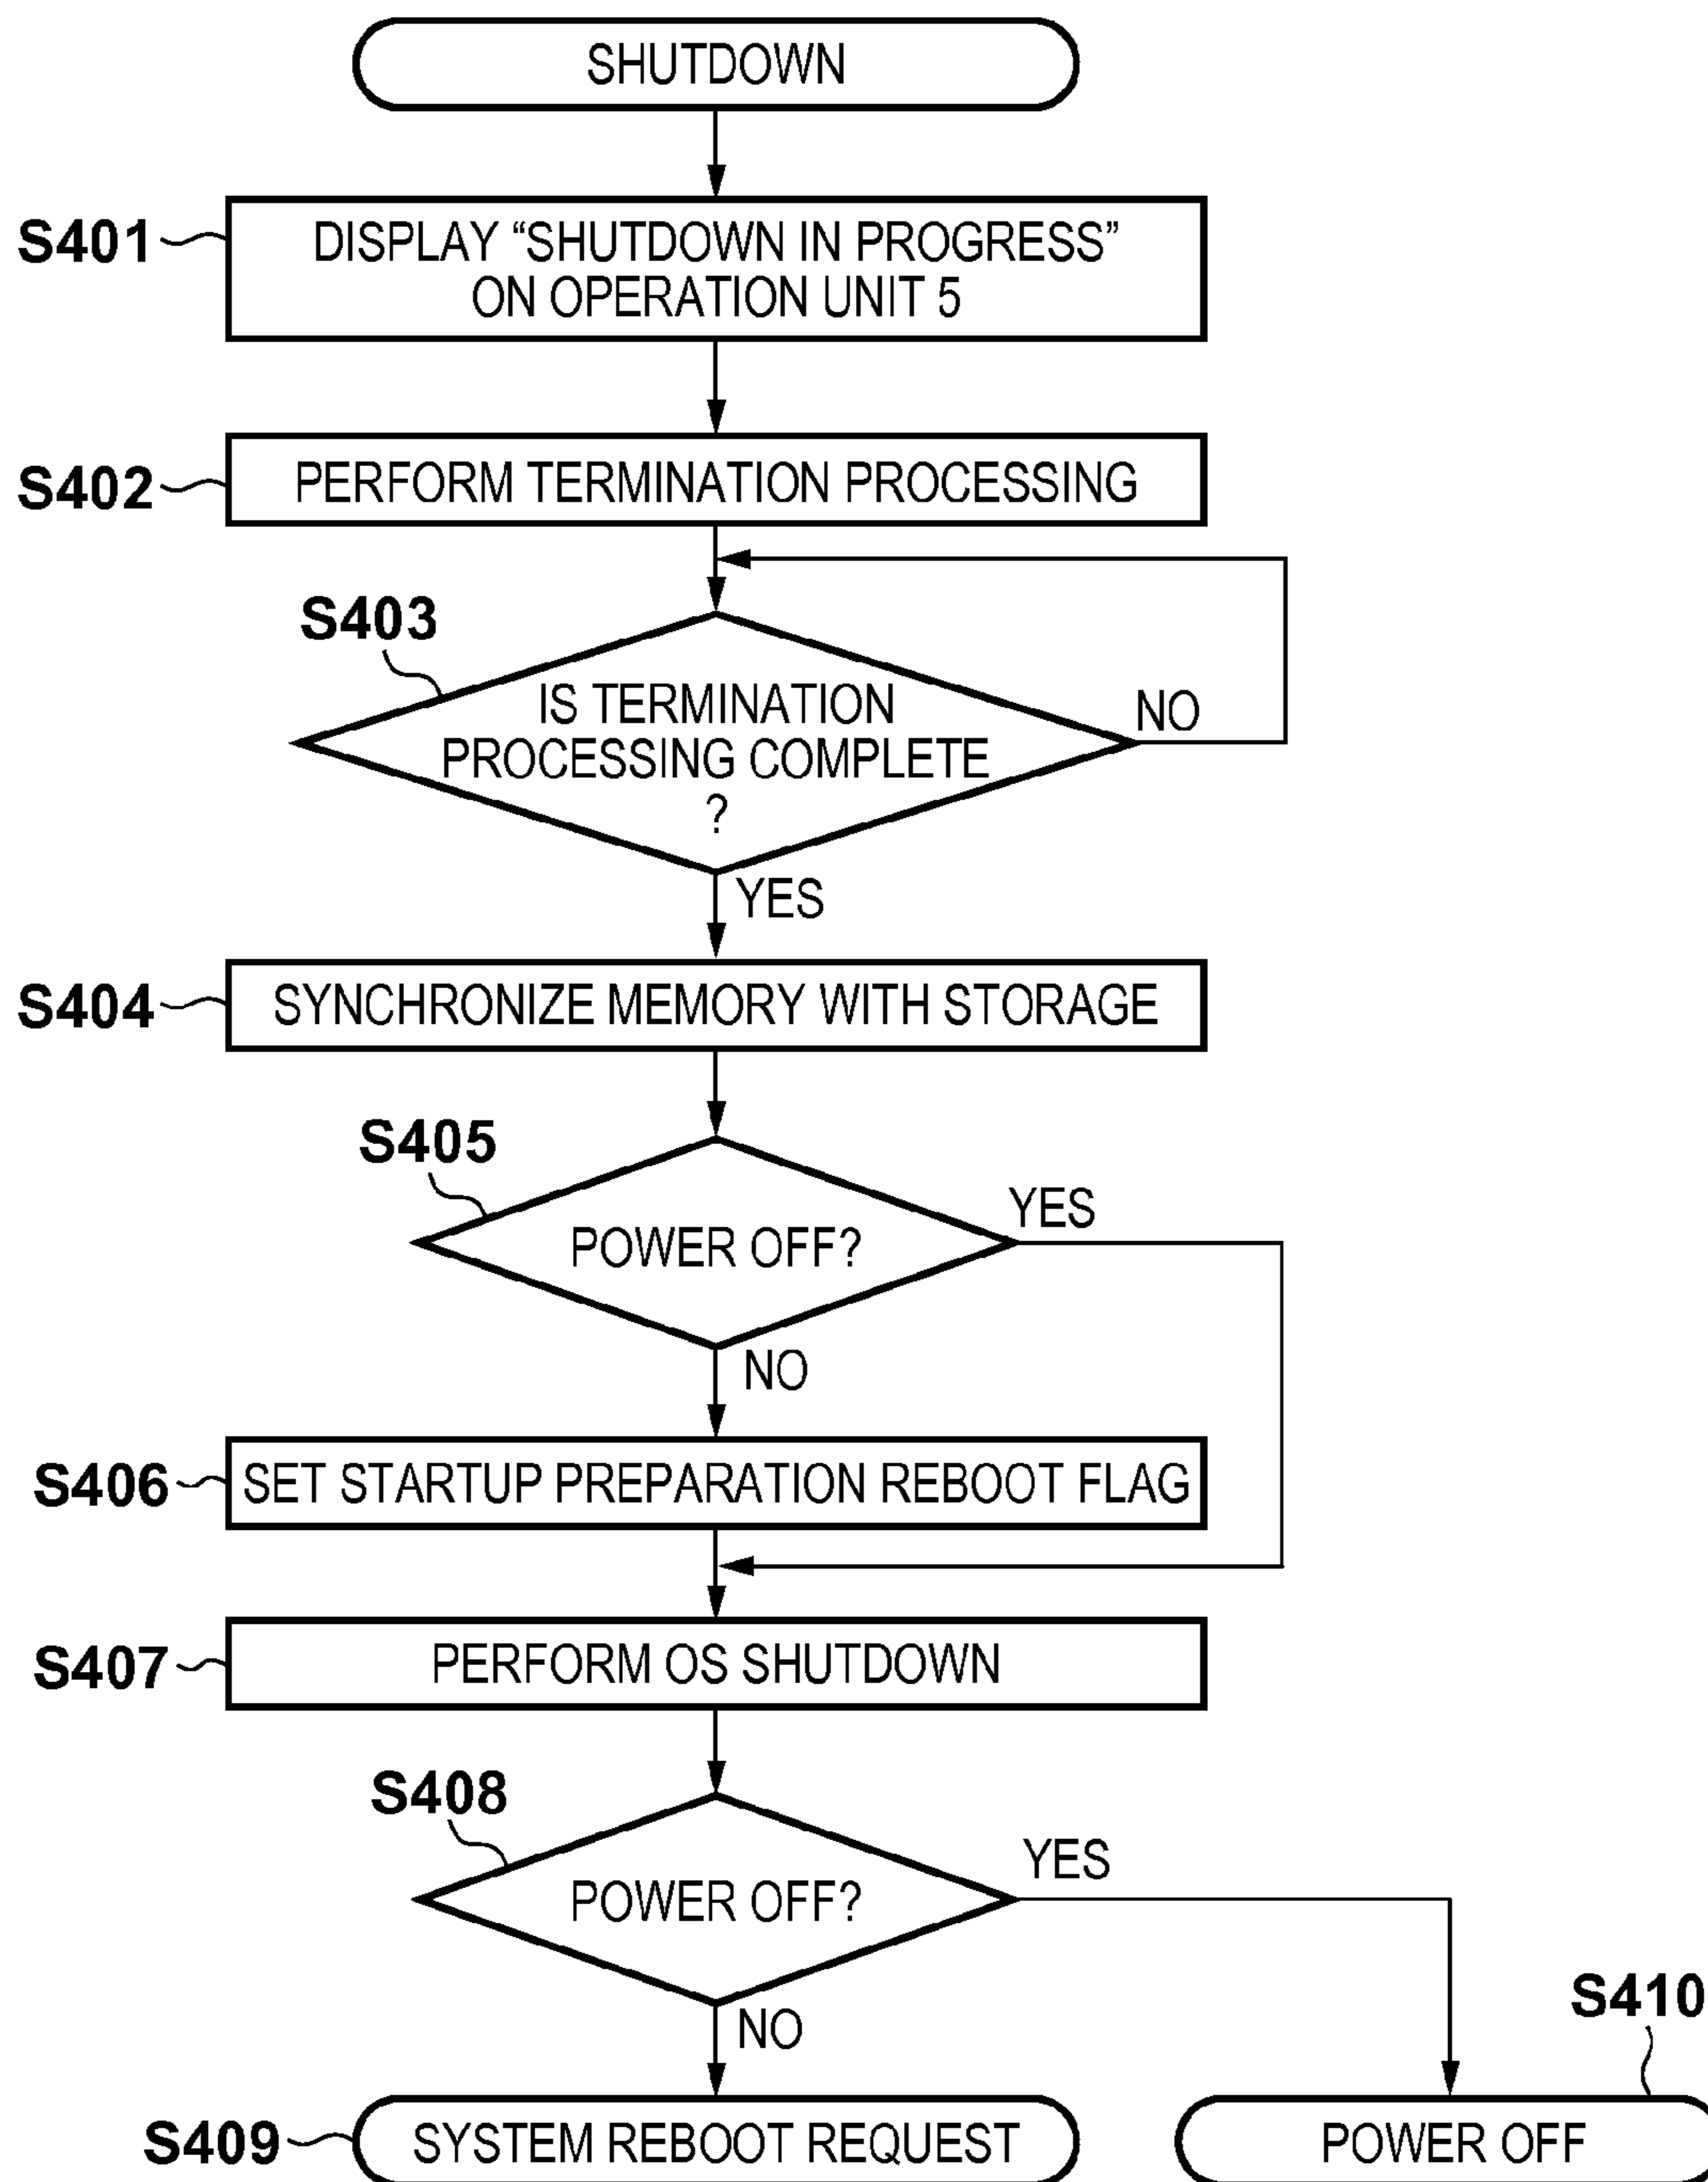 SHUTDOWN
S401
DISPLAY “SHUTDOWN IN PROGRESS”
ON OPERATION UNIT 5
S402
PERFORM TERMINATION PROCESSING
S403
IS TERMINATION
PROCESSING COMPLETE
?
NO
YES
S404
SYNCHRONIZE MEMORY WITH STORAGE
S405
POWER OFF?
YES
NO
S406
SET STARTUP PREPARATION REBOOT FLAG
S407
PERFORM OS SHUTDOWN
S408
POWER OFF?
YES
NO
S410
S409
SYSTEM REBOOT REQUEST
POWER OFF